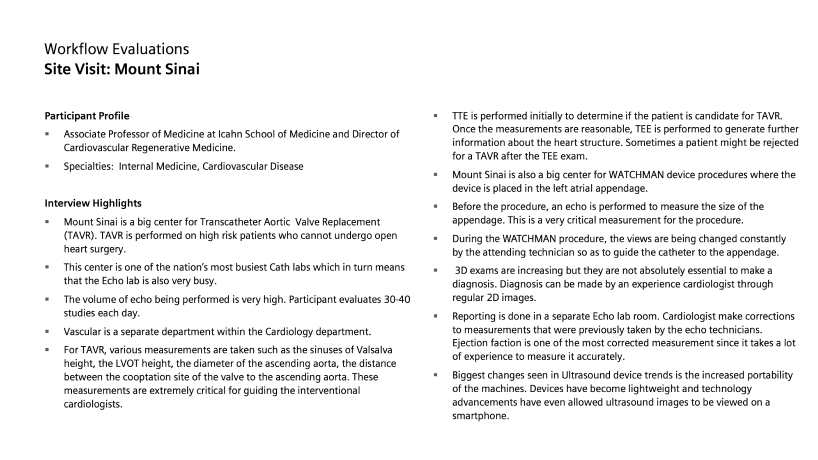 Workflow Evaluations
Site Visit: Mount Sinai
Participant Profile
▪ Associate Professor of Medicine at Icahn School of Medicine and Director of
Cardiovascular Regenerative Medicine.
▪ Specialties: Internal Medicine, Cardiovascular Disease
Interview Highlights
▪ Mount Sinai is a big center for Transcatheter Aortic Valve Replacement
(TAVR). TAVR is performed on high risk patients who cannot undergo open
heart surgery.
▪ This center is one of the nation's most busiest Cath labs which in turn means
that the Echo lab is also very busy.
▪ The volume of echo being performed is very high. Participant evaluates 30-40
studies each day.
▪ Vascular is a separate department within the Cardiology department.
▪ For TAVR, various measurements are taken such as the sinuses of Valsalva
height, the LVOT height, the diameter of the ascending aorta, the distance
between the cooptation site of the valve to the ascending aorta. These
measurements are extremely critical for guiding the interventional
cardiologists.
▪ TTE is performed initially to determine if the patient is candidate for TAVR.
Once the measurements are reasonable, TEE is performed to generate further
information about the heart structure. Sometimes a patient might be rejected
for a TAVR after the TEE exam.
▪ Mount Sinai is also a big center for WATCHMAN device procedures where the
device is placed in the left atrial appendage.
▪ Before the procedure, an echo is performed to measure the size of the
appendage. This is a very critical measurement for the procedure.
▪ During the WATCHMAN procedure, the views are being changed constantly
by the attending technician so as to guide the catheter to the appendage.
▪ 3D exams are increasing but they are not absolutely essential to make a
diagnosis. Diagnosis can be made by an experience cardiologist through
regular 2D images.
▪ Reporting is done in a separate Echo lab room. Cardiologist make corrections
to measurements that were previously taken by the echo technicians.
Ejection faction is one of the most corrected measurement since it takes a lot
of experience to measure it accurately.
▪ Biggest changes seen in Ultrasound device trends is the increased portability
of the machines. Devices have become lightweight and technology
advancements have even allowed ultrasound images to be viewed on a
smartphone.